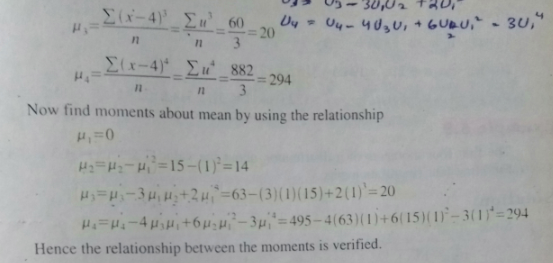 U₃ - 3U₁U₂ + 2U₁
μ₃ = Σ(x-4)³/n = Σu³/n = 60/3 = 20
U₄ = U₄ - 4U₃U₁ + 6U₂U₁² - 3U₁⁴
μ₄ = Σ(x-4)⁴/n = Σu⁴/n = 882/3 = 294
Now find moments about mean by using the relationship
μ₁=0
μ₂=μ₂′-μ₁′²=15-(1)²=14
μ₃=μ₃′-3μ₁′μ₂′+2μ₁′⁴=63-(3)(1)(15)+2(1)³=20
μ₄=μ₄′-4μ₃′μ₁′+6μ₂′μ₁′²-3μ₁′⁴=495-4(63)(1)+6(15)(1)²-3(1)⁴=294
Hence the relationship between the moments is verified.